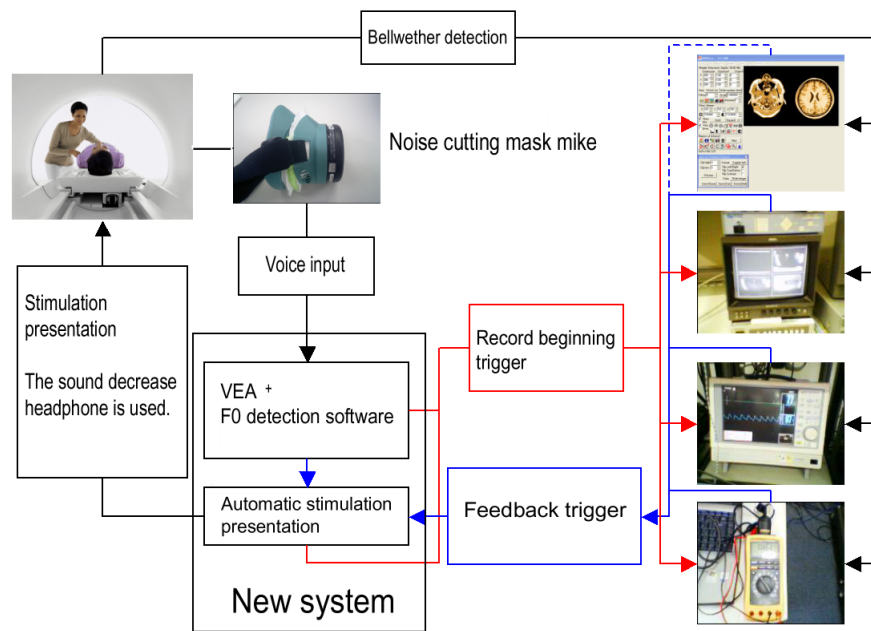 Bellwether detection
Noise cutting mask mike
Voice input
Stimulation
presentation
The sound decrease
headphone is used.
Record beginning
trigger
VEA +
F0 detection software
Automatic stimulation
presentation
Feedback trigger
New system